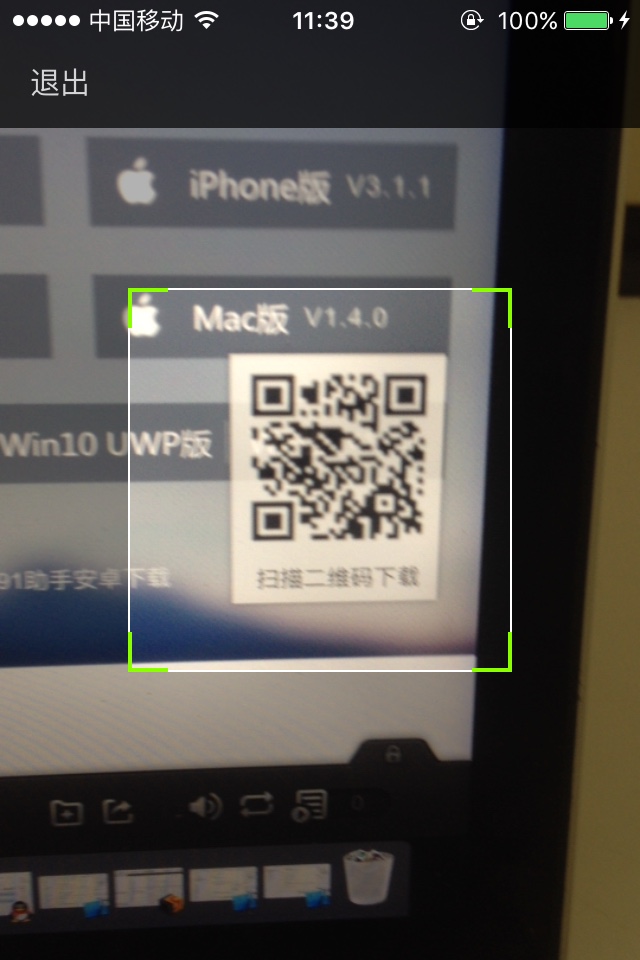 中国移动 11:39 100%
退出
iPhone版 V3.1.1
Mac版 V1.4.0
Win10 UWP版
91助手安卓下载
扫描二维码下载